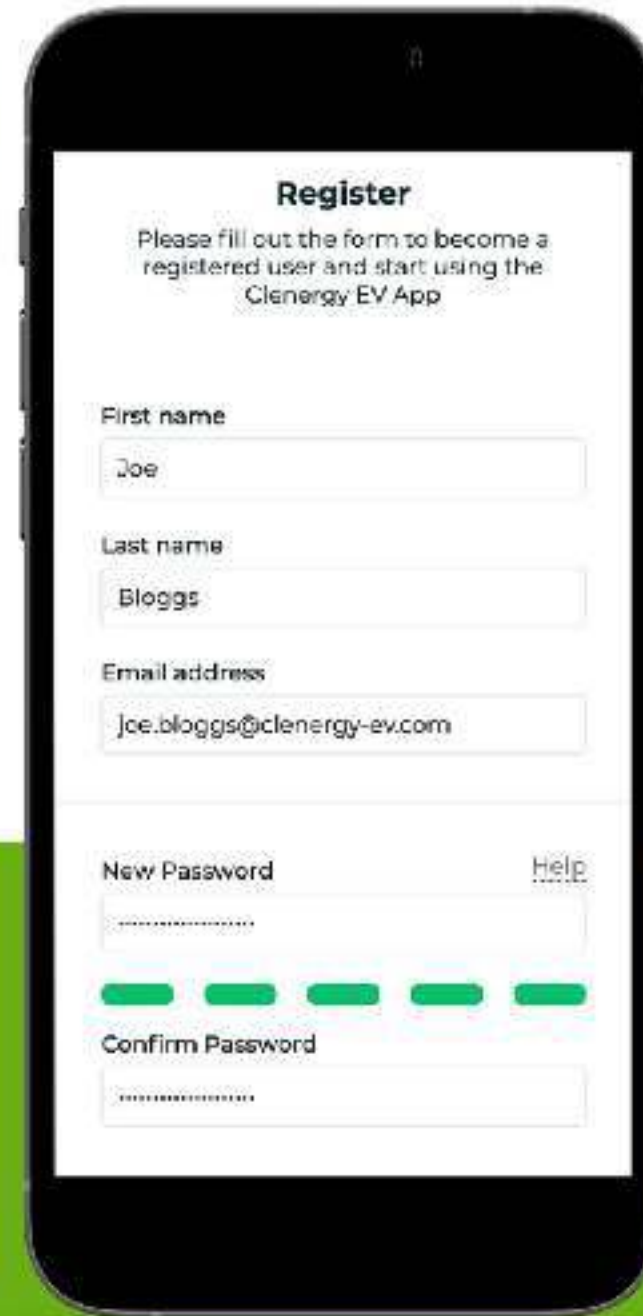 Register
Please fill out the form to become a
registered user and start using the
Clenergy EV App
First name
Joe
Last name
Bloggs
Email address
joe.bloggs@clenergy-ev.com
New Password
Help
Confirm Password